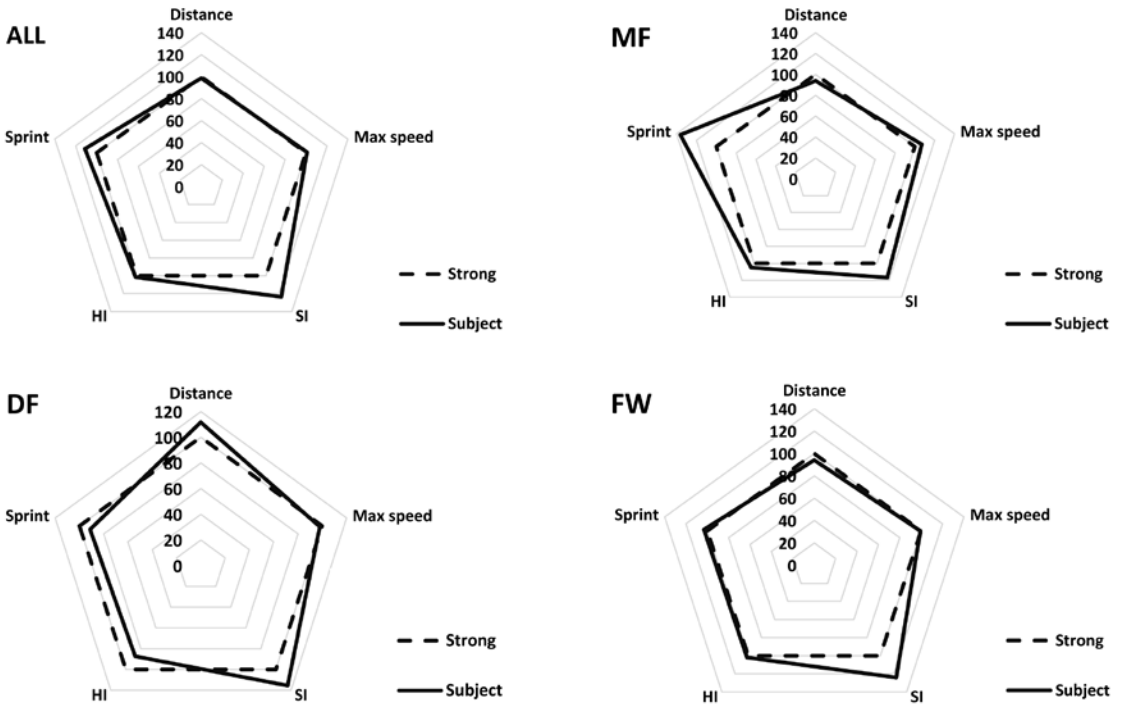 ALL
Distance
140
120
100
80
60
40
20
0
Sprint
Max speed
HI
SI
Strong
Subject
MF
Distance
140
120
100
80
60
40
20
0
Sprint
Max speed
HI
SI
Strong
Subject
DF
Distance
120
100
80
60
40
20
0
Sprint
Max speed
HI
SI
Strong
Subject
FW
Distance
140
120
100
80
60
40
20
0
Sprint
Max speed
HI
SI
Strong
Subject